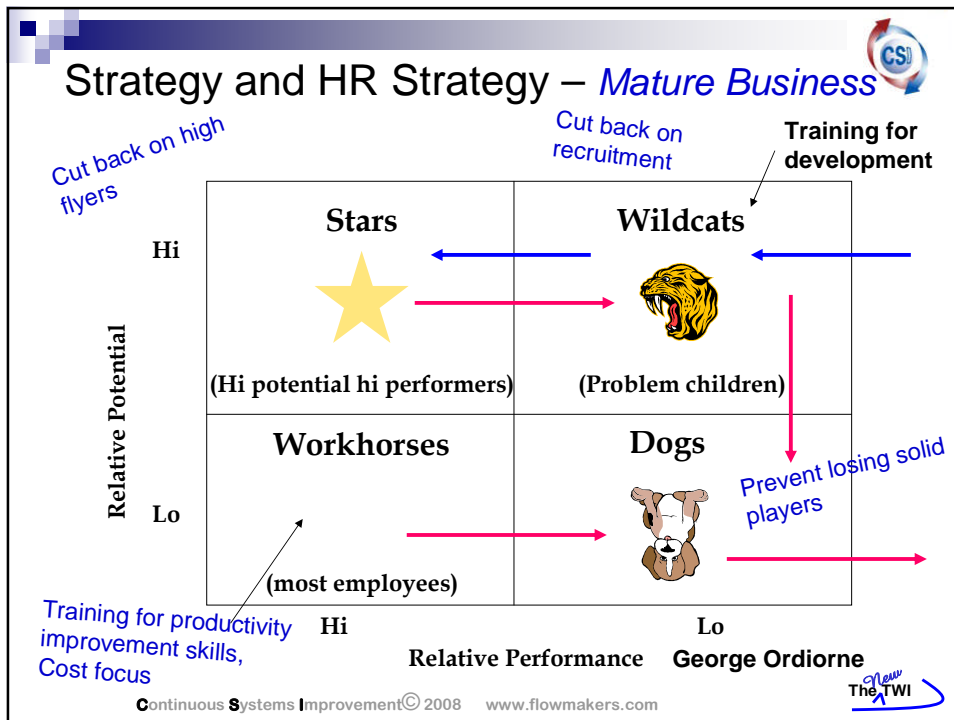 CSI
Strategy and HR Strategy – Mature Business
Cut back on high
flyers
Cut back on
recruitment
Training for
development
Stars
Wildcats
Hi
(Hi potential hi performers)
(Problem children)
Relative Potential
Workhorses
Dogs
Prevent losing solid
players
Lo
(most employees)
Training for productivity
improvement skills,
Cost focus
Hi
Lo
Relative Performance
George Ordiorne
Continuous Systems Improvement© 2008 www.flowmakers.com
The New TWI